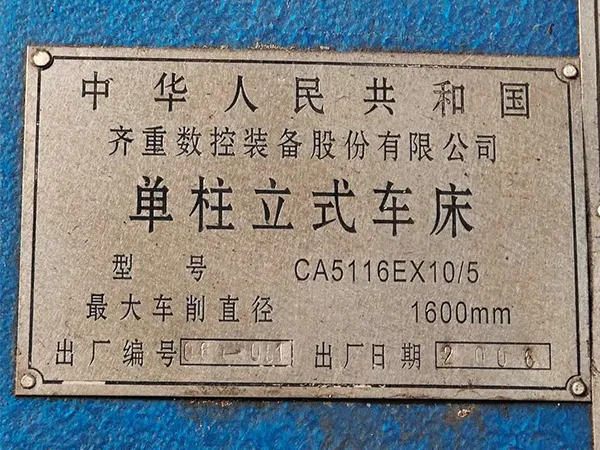 中华人民共和国
齐重数控装备股份有限公司
单柱立式车床
型号 CA5116EX10/5
最大车削直径 1600mm
出厂编号 出厂日期